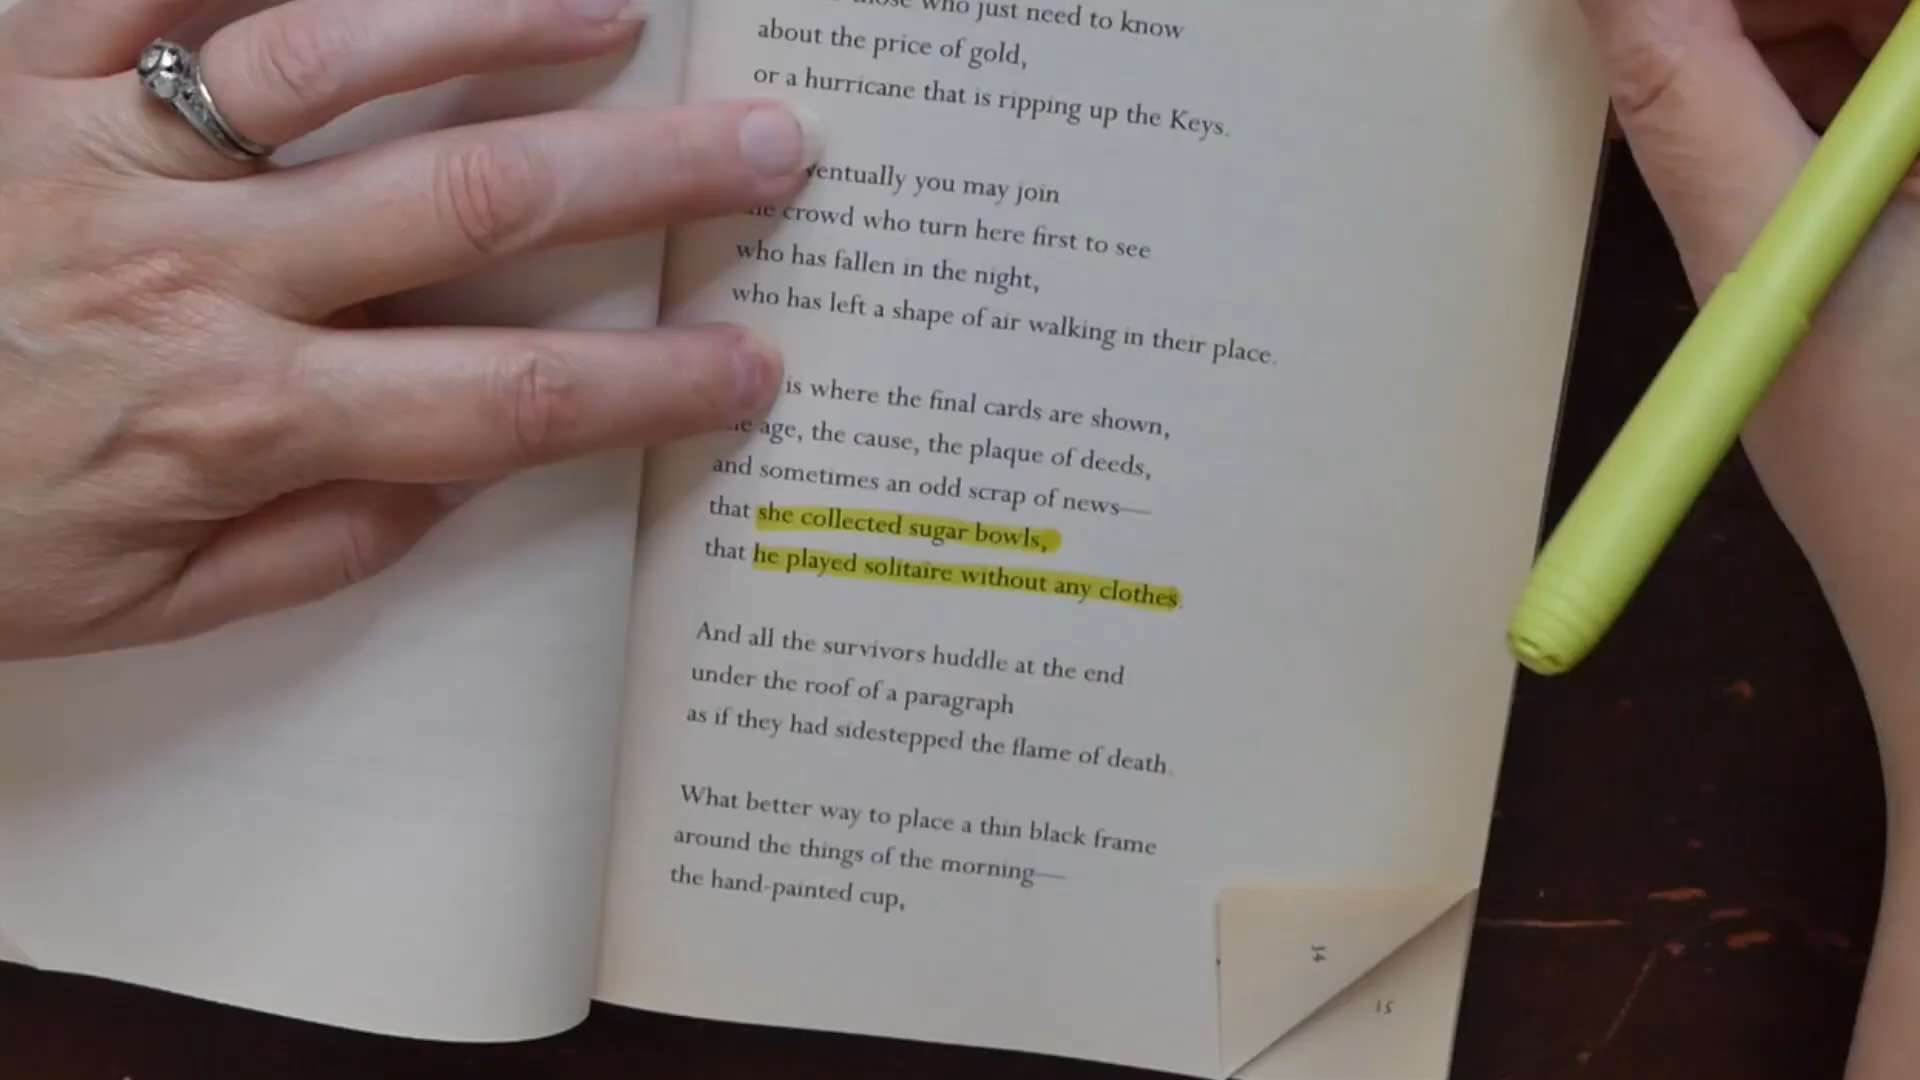 those who just need to know
about the price of gold,
or a hurricane that is ripping up the Keys.
ventually you may join
crowd who turn here first to see
who has fallen in the night,
who has left a shape of air walking in their place.
is where the final cards are shown,
age, the cause, the plaque of deeds,
and sometimes an odd scrap of news—
that she collected sugar bowls,
that he played solitaire without any clothes.
And all the survivors huddle at the end
under the roof of a paragraph
as if they had sidestepped the flame of death.
What better way to place a thin black frame
around the things of the morning—
the hand-painted cup,
14
15